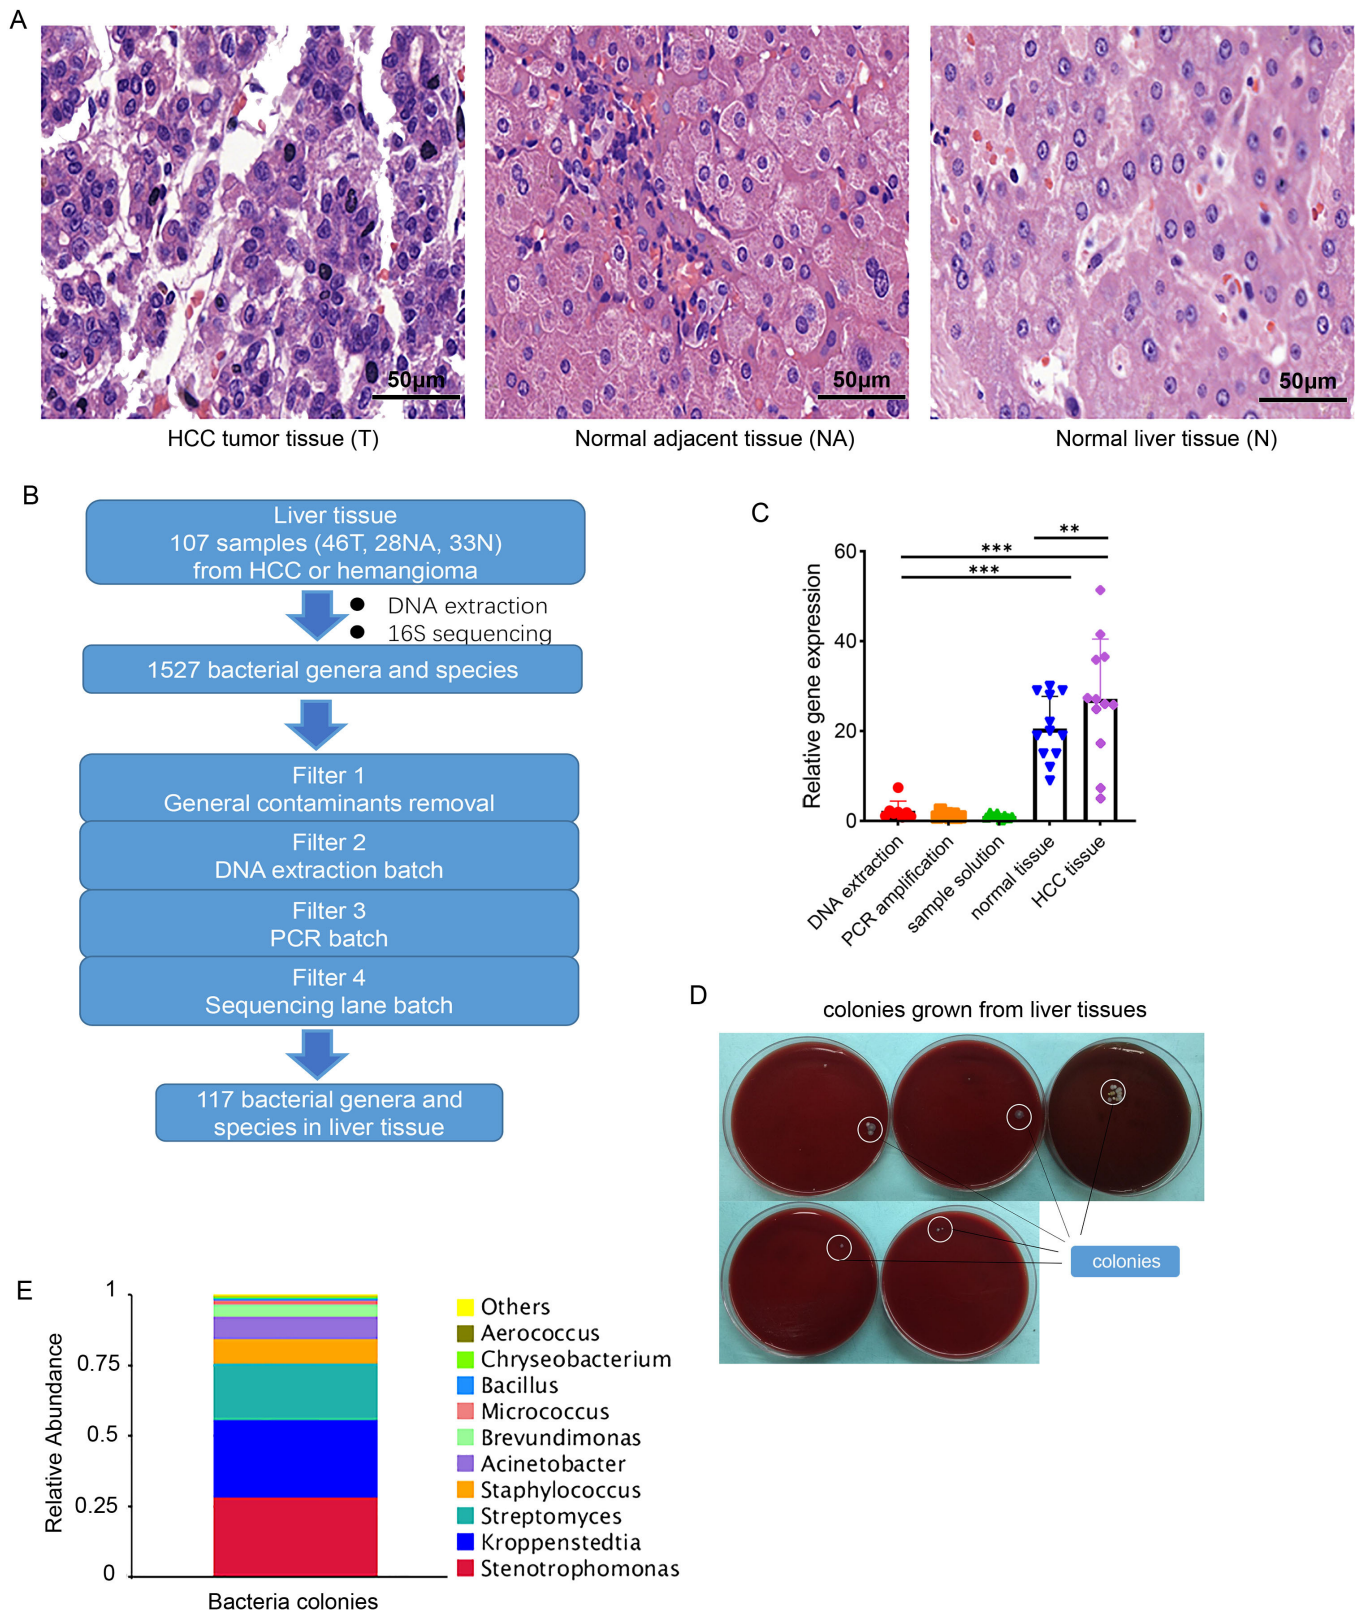 A
50μm
50μm
50μm
HCC tumor tissue (T)
Normal adjacent tissue (NA)
Normal liver tissue (N)
B
Liver tissue
107 samples (46T, 28NA, 33N)
from HCC or hemangioma
● DNA extraction
● 16S sequencing
1527 bacterial genera and species
Filter 1
General contaminants removal
Filter 2
DNA extraction batch
Filter 3
PCR batch
Filter 4
Sequencing lane batch
117 bacterial genera and
species in liver tissue
C
**
***
***
Relative gene expression
60
40
20
0
DNA extraction
PCR amplification
sample solution
normal tissue
HCC tissue
D
colonies grown from liver tissues
colonies
E
Relative Abundance
1
0.75
0.5
0.25
0
Bacteria colonies
Others
Aerococcus
Chryseobacterium
Bacillus
Micrococcus
Brevundimonas
Acinetobacter
Staphylococcus
Streptomyces
Kroppenstedtia
Stenotrophomonas